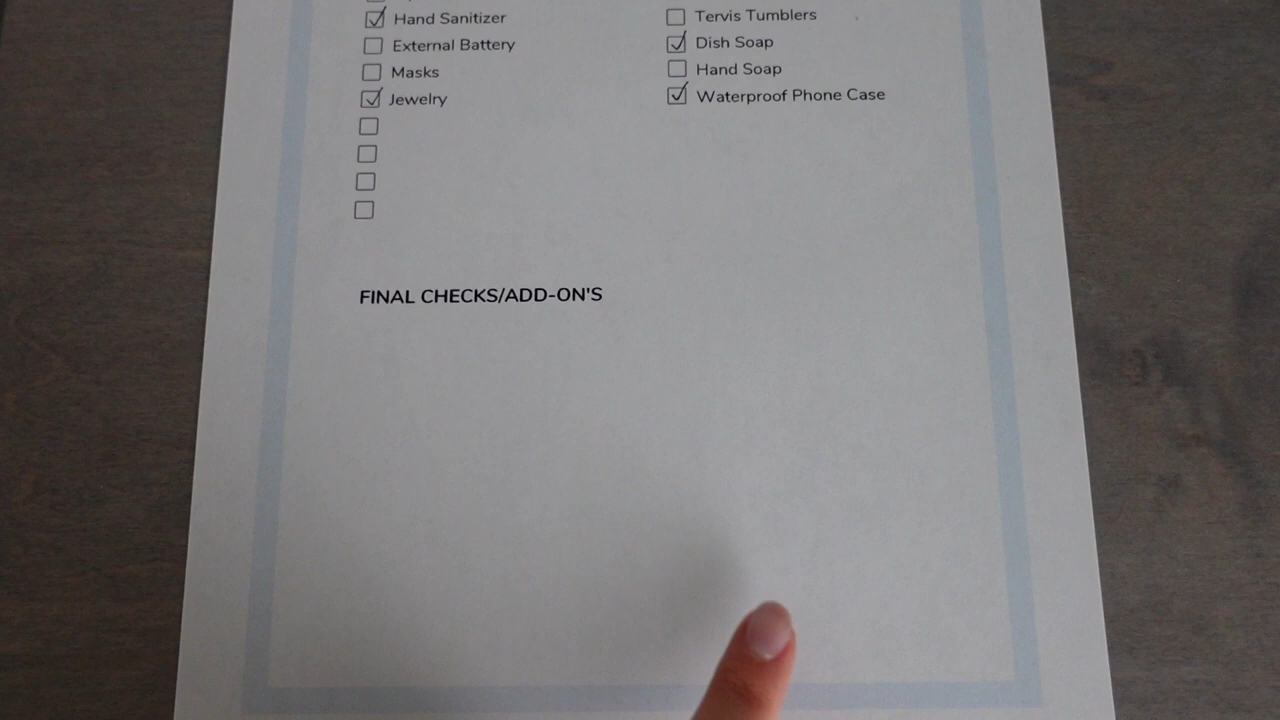 Hand Sanitizer
External Battery
Masks
Jewelry
Tervis Tumblers
Dish Soap
Hand Soap
Waterproof Phone Case
FINAL CHECKS/ADD-ON'S